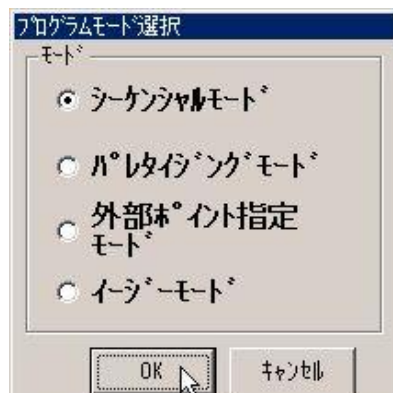 プログラムモード選択
モード
シーケンシャルモード
パレタイジングモード
外部ポイント指定
モード
イージーモード
OK
キャンセル